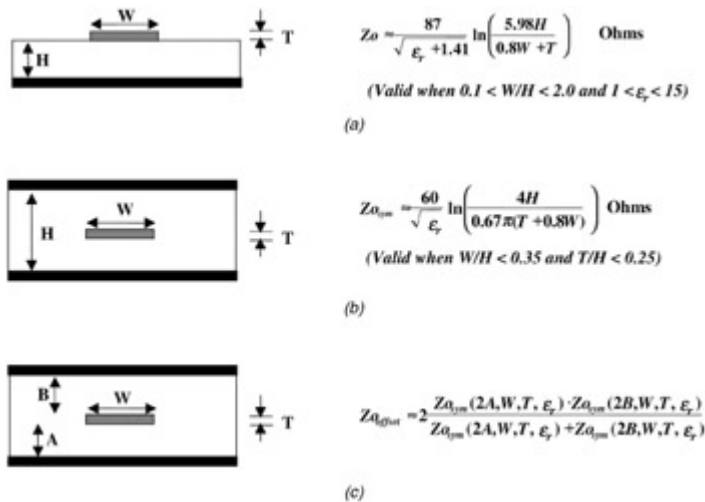 W
T
H
Zo ≈ 87 / √(εr +1.41) ln( 5.98H / 0.8W +T ) Ohms
(Valid when 0.1 < W/H < 2.0 and 1 < εr < 15)
(a)
W
H
T
Zosym ≈ 60 / √εr ln( 4H / 0.67π(T +0.8W) ) Ohms
(Valid when W/H < 0.35 and T/H < 0.25)
(b)
B
W
T
A
Zooffset ≈ 2 Zosym(2A,W,T, εr) · Zosym(2B,W,T, εr) / Zosym(2A,W,T, εr) + Zosym(2B,W,T, εr)
(c)